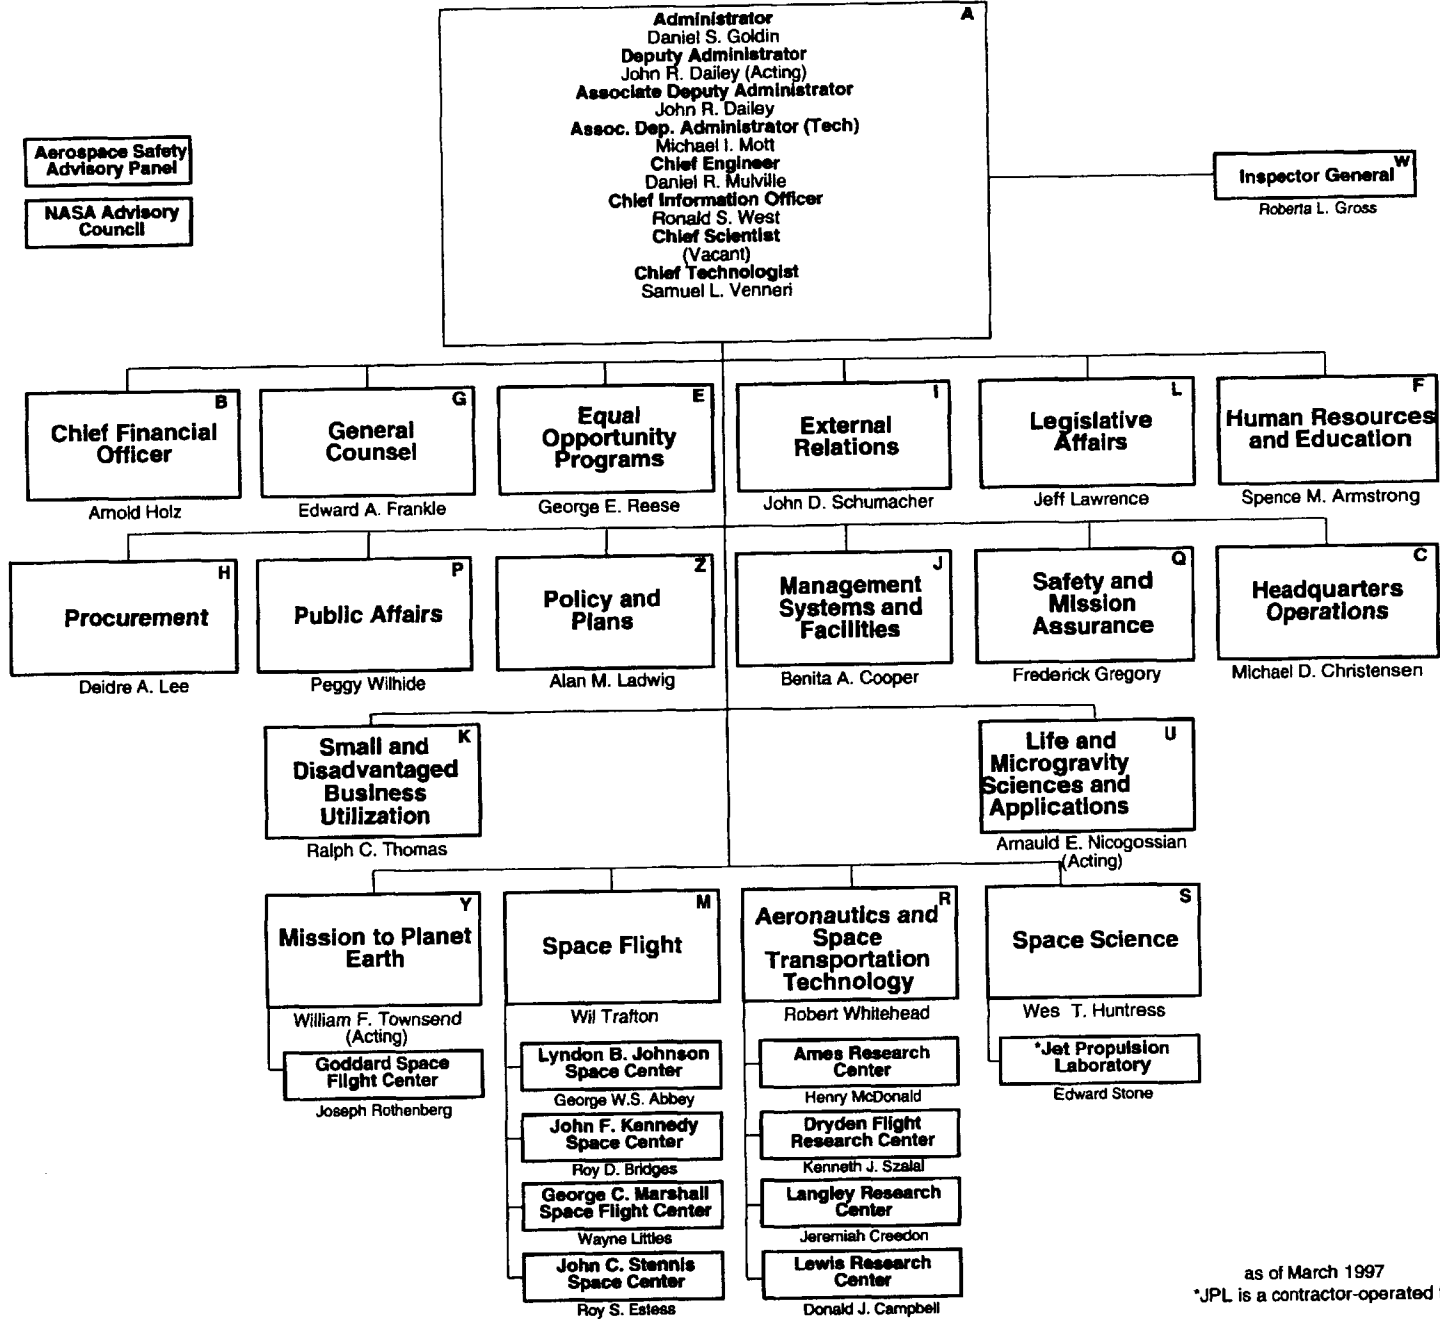 A
Administrator
Daniel S. Goldin
Deputy Administrator
John R. Dailey (Acting)
Associate Deputy Administrator
John R. Dailey
Assoc. Dep. Administrator (Tech)
Michael I. Mott
Chief Engineer
Daniel R. Mulville
Chief Information Officer
Ronald S. West
Chief Scientist
(Vacant)
Chief Technologist
Samuel L. Venneri
Aerospace Safety
Advisory Panel
NASA Advisory
Council
W
Inspector General
Roberta L. Gross
B
Chief Financial
Officer
Arnold Holz
G
General
Counsel
Edward A. Frankle
E
Equal
Opportunity
Programs
George E. Reese
I
External
Relations
John D. Schumacher
L
Legislative
Affairs
Jeff Lawrence
F
Human Resources
and Education
Spence M. Armstrong
H
Procurement
Deidre A. Lee
P
Public Affairs
Peggy Wilhide
Z
Policy and
Plans
Alan M. Ladwig
J
Management
Systems and
Facilities
Benita A. Cooper
Q
Safety and
Mission
Assurance
Frederick Gregory
C
Headquarters
Operations
Michael D. Christensen
K
Small and
Disadvantaged
Business
Utilization
Ralph C. Thomas
U
Life and
Microgravity
Sciences and
Applications
Arnauld E. Nicogossian
(Acting)
Y
Mission to Planet
Earth
William F. Townsend
(Acting)
Goddard Space
Flight Center
Joseph Rothenberg
M
Space Flight
Wil Trafton
Lyndon B. Johnson
Space Center
George W.S. Abbey
John F. Kennedy
Space Center
Roy D. Bridges
George C. Marshall
Space Flight Center
Wayne Littles
John C. Stennis
Space Center
Roy S. Estess
R
Aeronautics and
Space
Transportation
Technology
Robert Whitehead
Ames Research
Center
Henry McDonald
Dryden Flight
Research Center
Kenneth J. Szalai
Langley Research
Center
Jeremiah Creedon
Lewis Research
Center
Donald J. Campbell
S
Space Science
Wes T. Huntress
*Jet Propulsion
Laboratory
Edward Stone
as of March 1997
*JPL is a contractor-operated